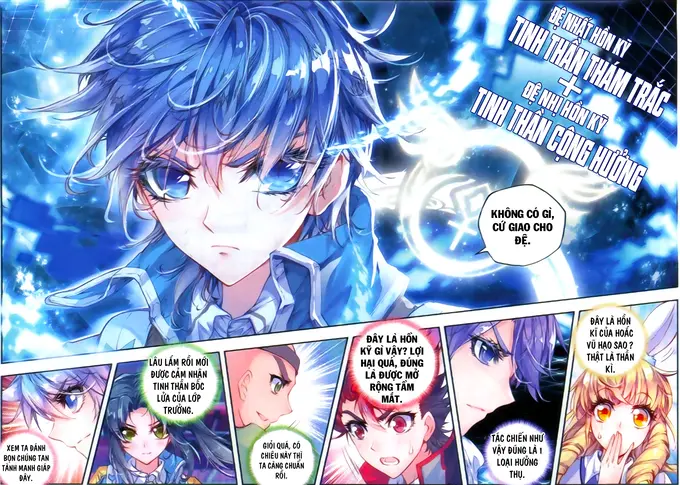 ĐỆ NHẤT HỒN KỸ
TINH THẦN THÁM TRẮC
+
ĐỆ NHỊ HỒN KỸ
TINH THẦN CỘNG HƯỞNG
KHÔNG CÓ GÌ,
CỨ GIAO CHO
ĐỆ.
XEM TA ĐÁNH
BỌN CHÚNG TAN
TÁNH MANH GIÁP
ĐÂY.
LÂU LẮM RỒI MỚI
ĐƯỢC CẢM NHẬN
TINH THẦN BỐC
LỬA CỦA LỚP
TRƯỞNG.
GIỎI QUÁ, CÓ
CHIÊU NÀY THÌ
TA CÀNG CHUẨN
RỒI.
ĐÂY LÀ HỒN
KỸ GÌ VẬY? LỢI
HẠI QUÁ, ĐÚNG
LÀ ĐƯỢC MỞ
RỘNG TẦM
MẮT.
TÁC CHIẾN NHƯ
VẬY ĐÚNG LÀ 1
LOẠI HƯỞNG
THỤ.
ĐÂY LÀ HỒN
KĨ CỦA HOẮC
VŨ HẠO SAO ?
THẬT LÀ THẦN
KÌ.